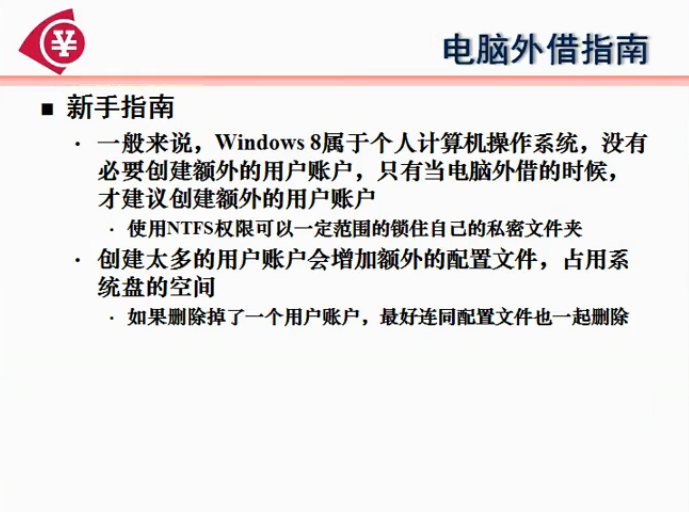 ¥
电脑外借指南
■ 新手指南
· 一般来说，Windows 8属于个人计算机操作系统，没有
必要创建额外的用户账户，只有当电脑外借的时候，
才建议创建额外的用户账户
· 使用NTFS权限可以一定范围的锁住自己的私密文件夹
· 创建太多的用户账户会增加额外的配置文件，占用系
统盘的空间
· 如果删除掉了一个用户账户，最好连同配置文件也一起删除